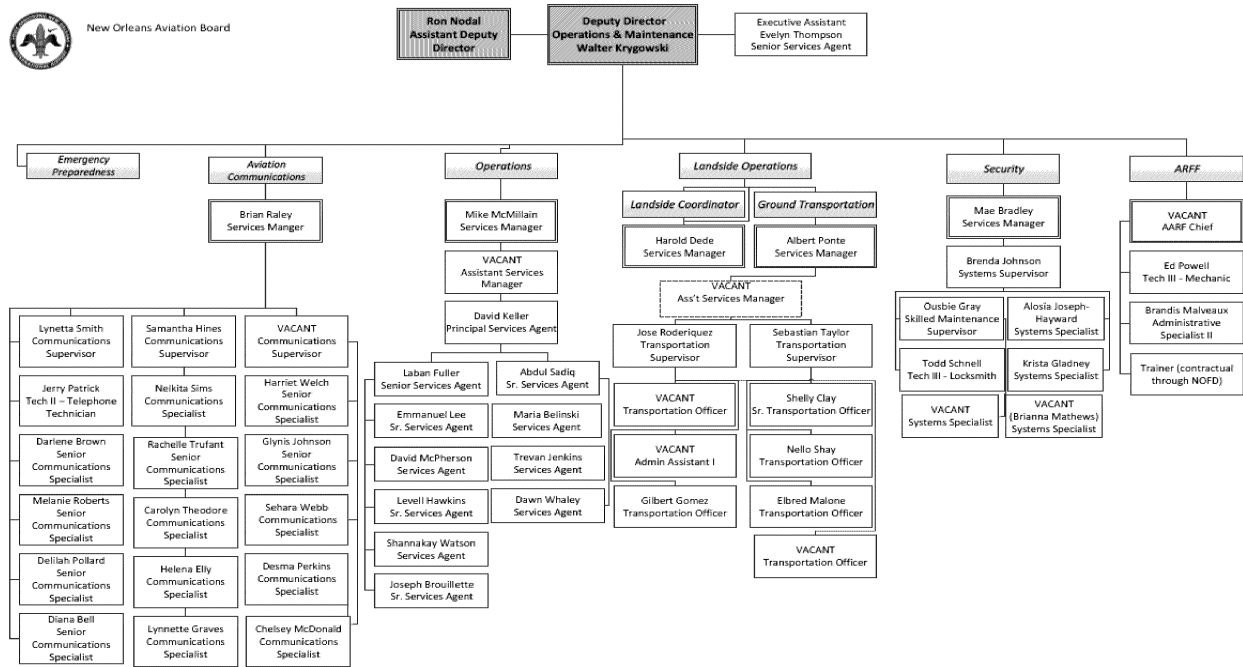 New Orleans Aviation Board
Ron Nodal
Assistant Deputy
Director
Deputy Director
Operations & Maintenance
Walter Krygowski
Executive Assistant
Evelyn Thompson
Senior Services Agent
Emergency
Preparedness
Aviation
Communications
Brian Raley
Services Manger
Lynetta Smith
Communications
Supervisor
Jerry Patrick
Tech II – Telephone
Technician
Darlene Brown
Senior
Communications
Specialist
Melanie Roberts
Senior
Communications
Specialist
Delilah Pollard
Senior
Communications
Specialist
Diana Bell
Senior
Communications
Specialist
Samantha Hines
Communications
Supervisor
Nelkita Sims
Communications
Specialist
Rachelle Trufant
Senior
Communications
Specialist
Carolyn Theodore
Communications
Specialist
Helena Elly
Communications
Specialist
Lynnette Graves
Communications
Specialist
VACANT
Communications
Supervisor
Harriet Welch
Senior
Communications
Specialist
Glynis Johnson
Senior
Communications
Specialist
Sehara Webb
Communications
Specialist
Desma Perkins
Communications
Specialist
Chelsey McDonald
Communications
Specialist
Operations
Mike McMillain
Services Manager
VACANT
Assistant Services
Manager
David Keller
Principal Services Agent
Laban Fuller
Senior Services Agent
Emmanuel Lee
Sr. Services Agent
David McPherson
Services Agent
Levell Hawkins
Sr. Services Agent
Shannakay Watson
Services Agent
Joseph Brouillette
Sr. Services Agent
Abdul Sadiq
Sr. Services Agent
Maria Belinski
Services Agent
Trevan Jenkins
Services Agent
Dawn Whaley
Services Agent
Landside Operations
Landside Coordinator
Harold Dede
Services Manager
Ground Transportation
Albert Ponte
Services Manager
VACANT
Ass't Services Manager
Jose Roderiquez
Transportation
Supervisor
VACANT
Transportation Officer
VACANT
Admin Assistant I
Gilbert Gomez
Transportation Officer
Sebastian Taylor
Transportation
Supervisor
Shelly Clay
Sr. Transportation Officer
Nello Shay
Transportation Officer
Elbred Malone
Transportation Officer
VACANT
Transportation Officer
Security
Mae Bradley
Services Manager
Brenda Johnson
Systems Supervisor
Ousbie Gray
Skilled Maintenance
Supervisor
Todd Schnell
Tech III - Locksmith
VACANT
Systems Specialist
Alosia Joseph-
Hayward
Systems Specialist
Krista Gladney
Systems Specialist
VACANT
(Brianna Mathews)
Systems Specialist
ARFF
VACANT
AARF Chief
Ed Powell
Tech III - Mechanic
Brandis Malveaux
Administrative
Specialist II
Trainer (contractual
through NOFD)